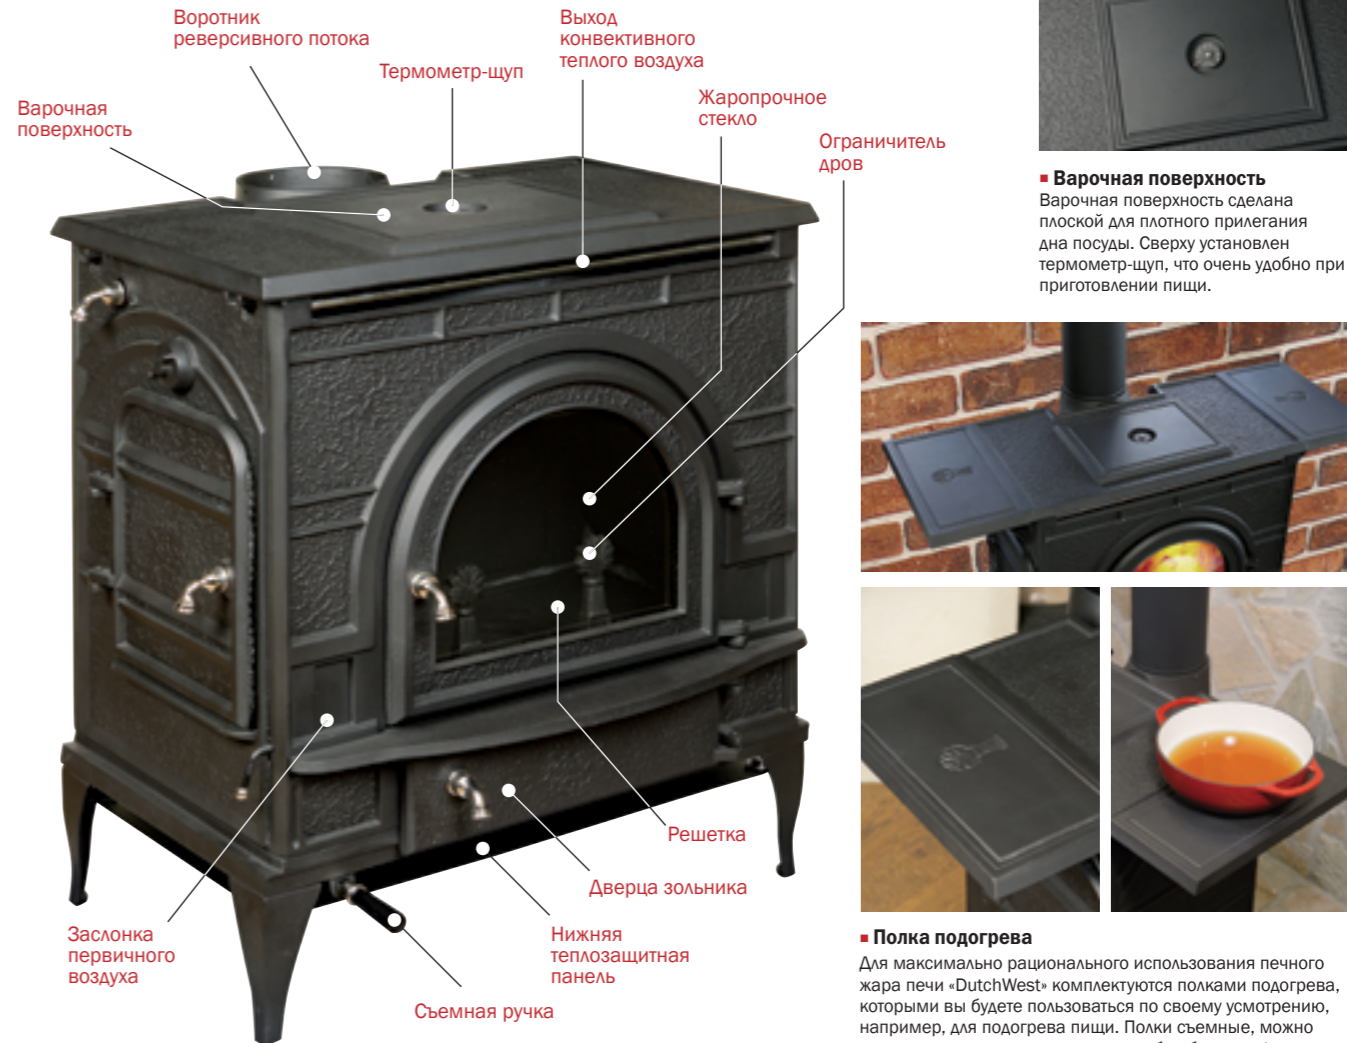 Воротник
реверсивного потока
Выход
конвективного
теплого воздуха
Термометр-щуп
Жаропрочное
стекло
Варочная
поверхность
Ограничитель
дров
Решетка
Дверца зольника
Заслонка
первичного
воздуха
Нижняя
теплозащитная
панель
Съемная ручка
Варочная поверхность
Варочная поверхность сделана
плоской для плотного прилегания
дна посуды. Сверху установлен
термометр-щуп, что очень удобно при
приготовлении пищи.
Полка подогрева
Для максимально рационального использования печного
жара печи «DutchWest» комплектуются полками подогрева,
которыми вы будете пользоваться по своему усмотрению,
например, для подогрева пищи. Полки съемные, можно